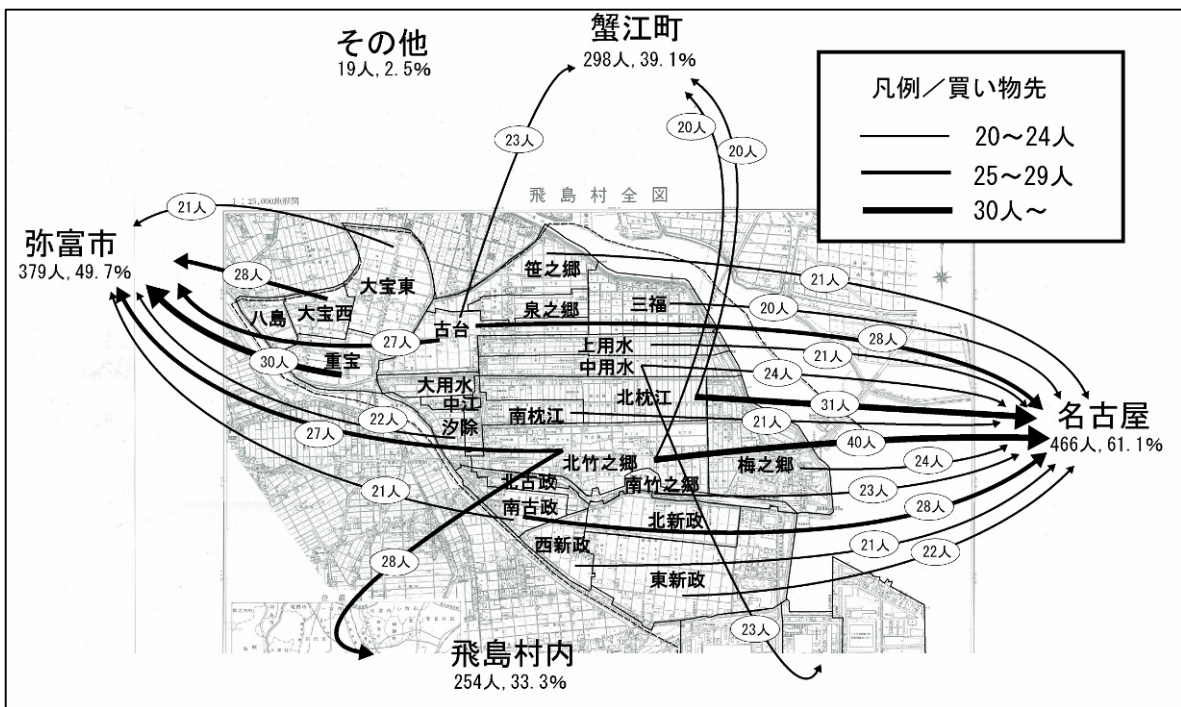 その他
19人, 2.5%
蟹江町
298人, 39.1%
凡例／買い物先
20〜24人
25〜29人
30人〜
23人
20人
20人
1：25,000地形図
飛島村全図
21人
弥富市
379人, 49.7%
28人
大宝東
笹之郷
21人
八島
大宝西
泉之郷
三福
20人
古台
28人
27人
上用水
21人
30人
重宝
中用水
24人
大用水
北枕江
31人
中江
南枕江
21人
名古屋
466人, 61.1%
22人
汐除
27人
40人
北竹之郷
梅之郷
24人
北古政
南竹之郷
23人
21人
南古政
北新政
28人
西新政
21人
28人
東新政
22人
23人
飛島村内
254人, 33.3%